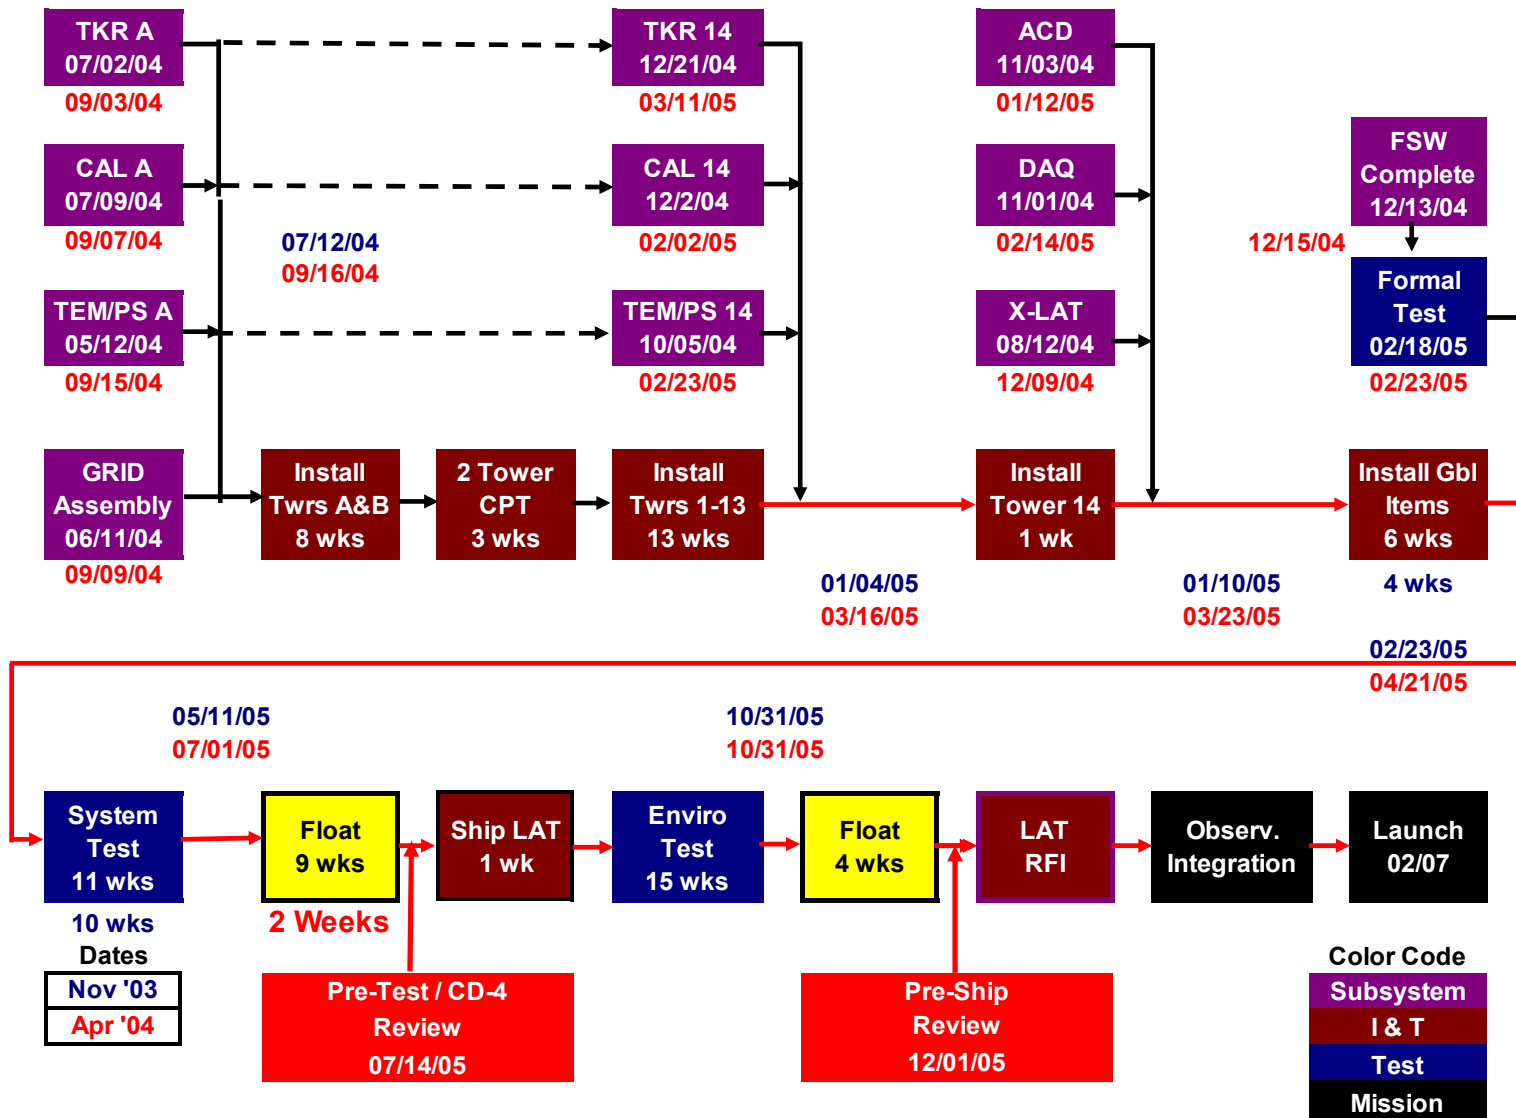 TKR A
07/02/04
09/03/04
TKR 14
12/21/04
03/11/05
ACD
11/03/04
01/12/05
CAL A
07/09/04
09/07/04
CAL 14
12/2/04
02/02/05
DAQ
11/01/04
02/14/05
FSW
Complete
12/13/04
12/15/04
07/12/04
09/16/04
TEM/PS A
05/12/04
09/15/04
TEM/PS 14
10/05/04
02/23/05
X-LAT
08/12/04
12/09/04
Formal
Test
02/18/05
02/23/05
GRID
Assembly
06/11/04
09/09/04
Install
Twrs A&B
8 wks
2 Tower
CPT
3 wks
Install
Twrs 1-13
13 wks
Install
Tower 14
1 wk
Install Gbl
Items
6 wks
01/04/05
03/16/05
01/10/05
03/23/05
4 wks
02/23/05
04/21/05
05/11/05
07/01/05
10/31/05
10/31/05
System
Test
11 wks
10 wks
Float
9 wks
2 Weeks
Ship LAT
1 wk
Enviro
Test
15 wks
Float
4 wks
LAT
RFI
Observ.
Integration
Launch
02/07
Dates
Nov '03
Apr '04
Pre-Test / CD-4
Review
07/14/05
Pre-Ship
Review
12/01/05
Color Code
Subsystem
I & T
Test
Mission